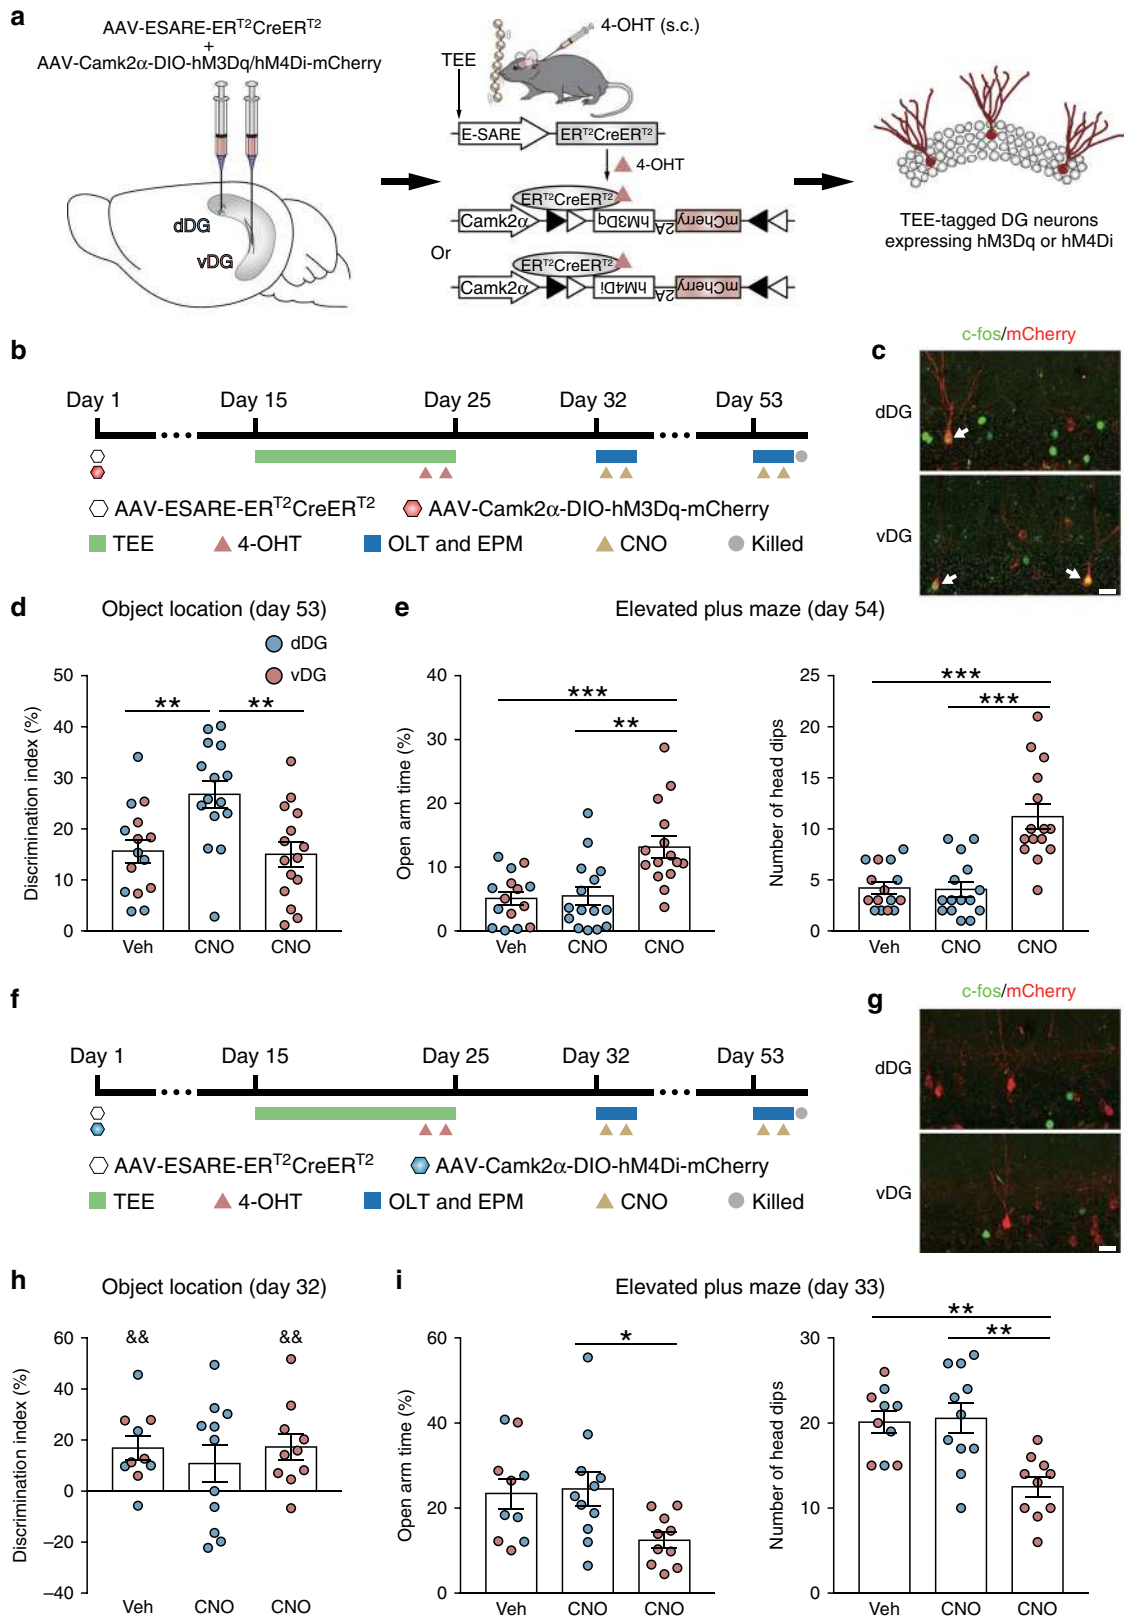 a
AAV-ESARE-ER^T2CreER^T2
+
AAV-Camk2α-DIO-hM3Dq/hM4Di-mCherry
dDG
vDG
4-OHT (s.c.)
TEE
E-SARE
ER^T2CreER^T2
4-OHT
ER^T2CreER^T2
Camk2α
hM3Dq
2A
mCherry
Or
ER^T2CreER^T2
Camk2α
hM4Di
2A
mCherry
TEE-tagged DG neurons
expressing hM3Dq or hM4Di
b
Day 1 Day 15 Day 25 Day 32 Day 53
AAV-ESARE-ER^T2CreER^T2 AAV-Camk2α-DIO-hM3Dq-mCherry
TEE 4-OHT OLT and EPM CNO Killed
c
c-fos/mCherry
dDG
vDG
d
Object location (day 53)
dDG
vDG
Discrimination index (%)
50
40
30
20
10
0
** **
Veh CNO CNO
e
Elevated plus maze (day 54)
Open arm time (%)
40
30
20
10
0
***
**
Veh CNO CNO
Number of head dips
25
20
15
10
5
0
***
***
Veh CNO CNO
f
Day 1 Day 15 Day 25 Day 32 Day 53
AAV-ESARE-ER^T2CreER^T2 AAV-Camk2α-DIO-hM4Di-mCherry
TEE 4-OHT OLT and EPM CNO Killed
g
c-fos/mCherry
dDG
vDG
h
Object location (day 32)
Discrimination index (%)
60
40
20
0
–20
–40
&& &&
Veh CNO CNO
i
Elevated plus maze (day 33)
Open arm time (%)
60
40
20
0
*
Veh CNO CNO
Number of head dips
30
20
10
0
**
**
Veh CNO CNO